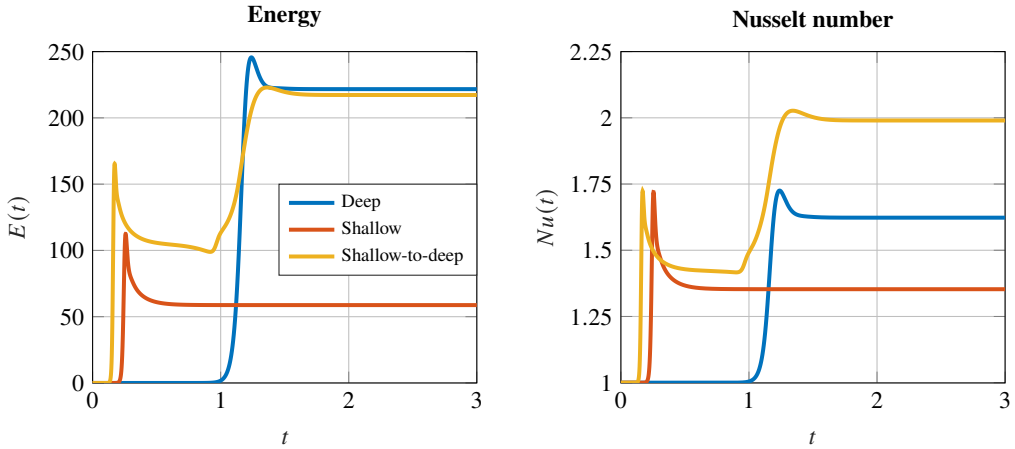 Energy
E(t)
250
200
150
100
50
0
0 1 2 3
t
Deep
Shallow
Shallow-to-deep
Nusselt number
Nu(t)
2.25
2
1.75
1.5
1.25
1
0 1 2 3
t